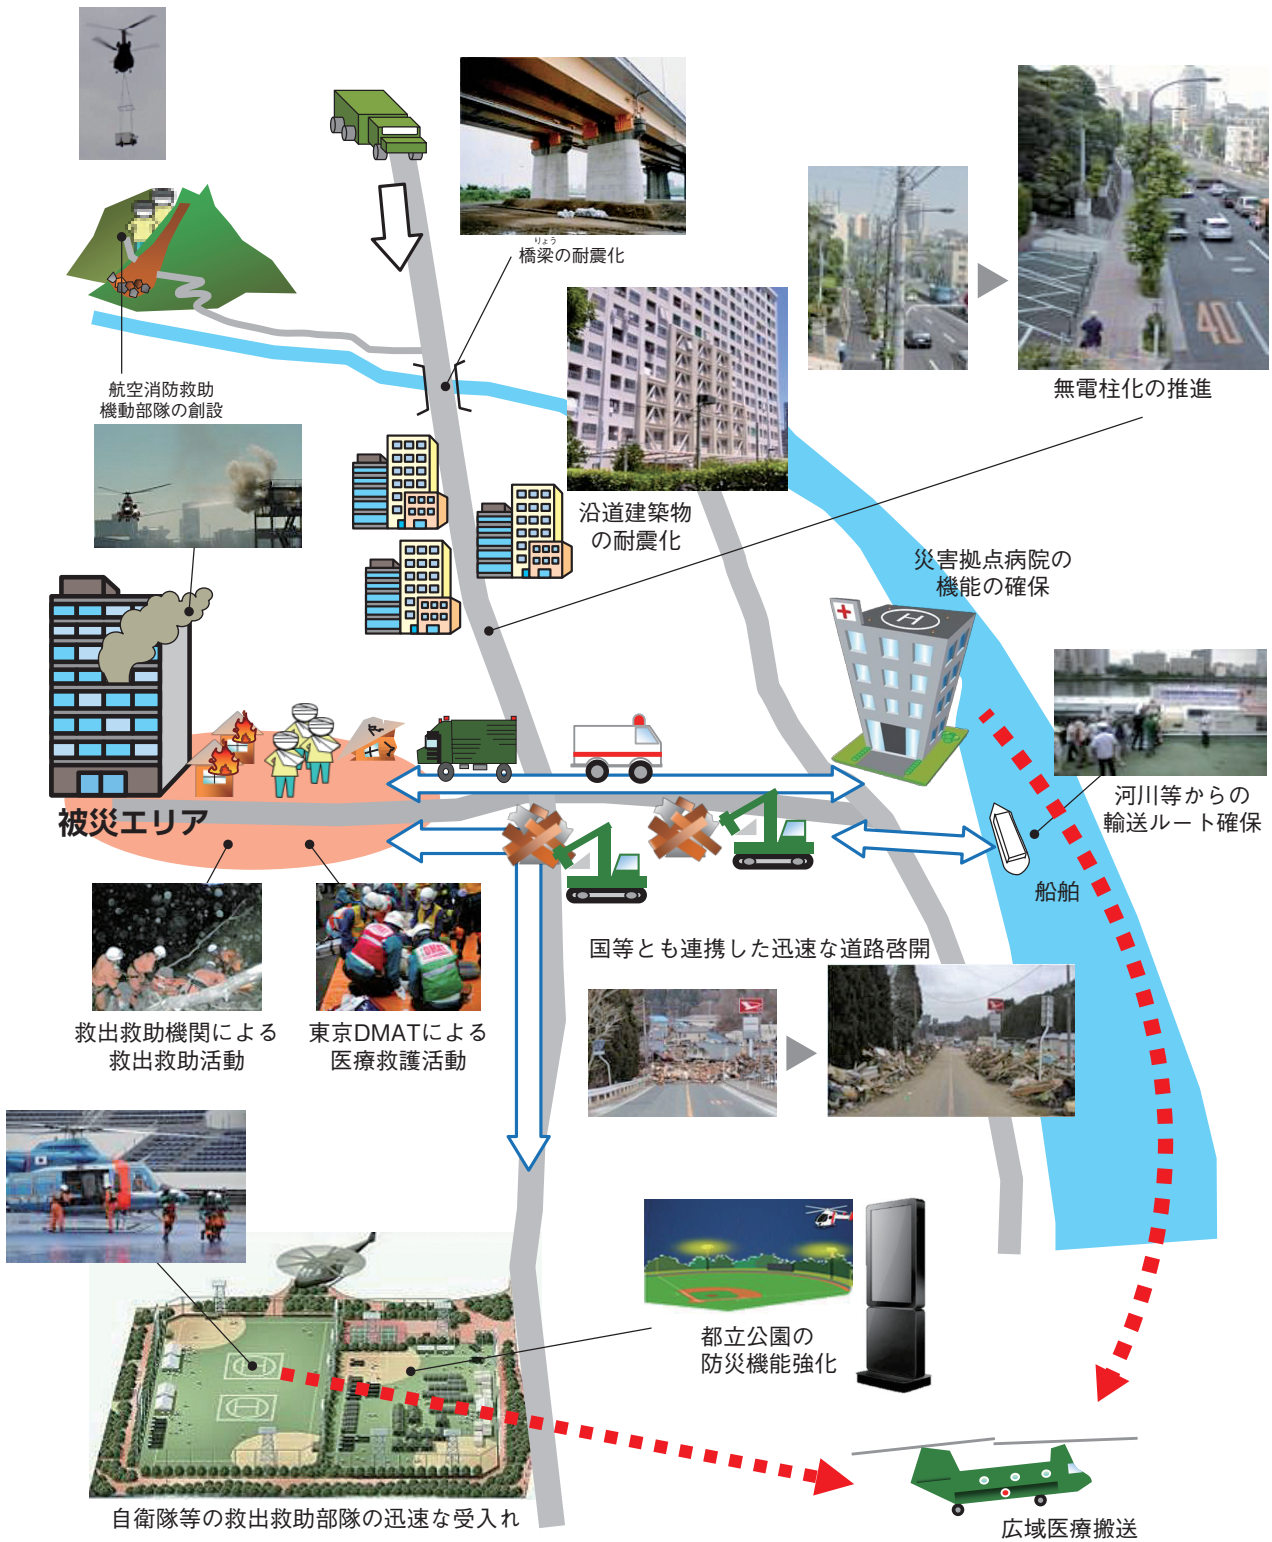 りょう
橋梁の耐震化
無電柱化の推進
航空消防救助
機動部隊の創設
沿道建築物
の耐震化
災害拠点病院の
機能の確保
40
H
被災エリア
河川等からの
輸送ルート確保
船舶
国等とも連携した迅速な道路啓開
DMAT
救出救助機関による
救出救助活動
東京DMATによる
医療救護活動
都立公園の
防災機能強化
H
H
自衛隊等の救出救助部隊の迅速な受入れ
広域医療搬送